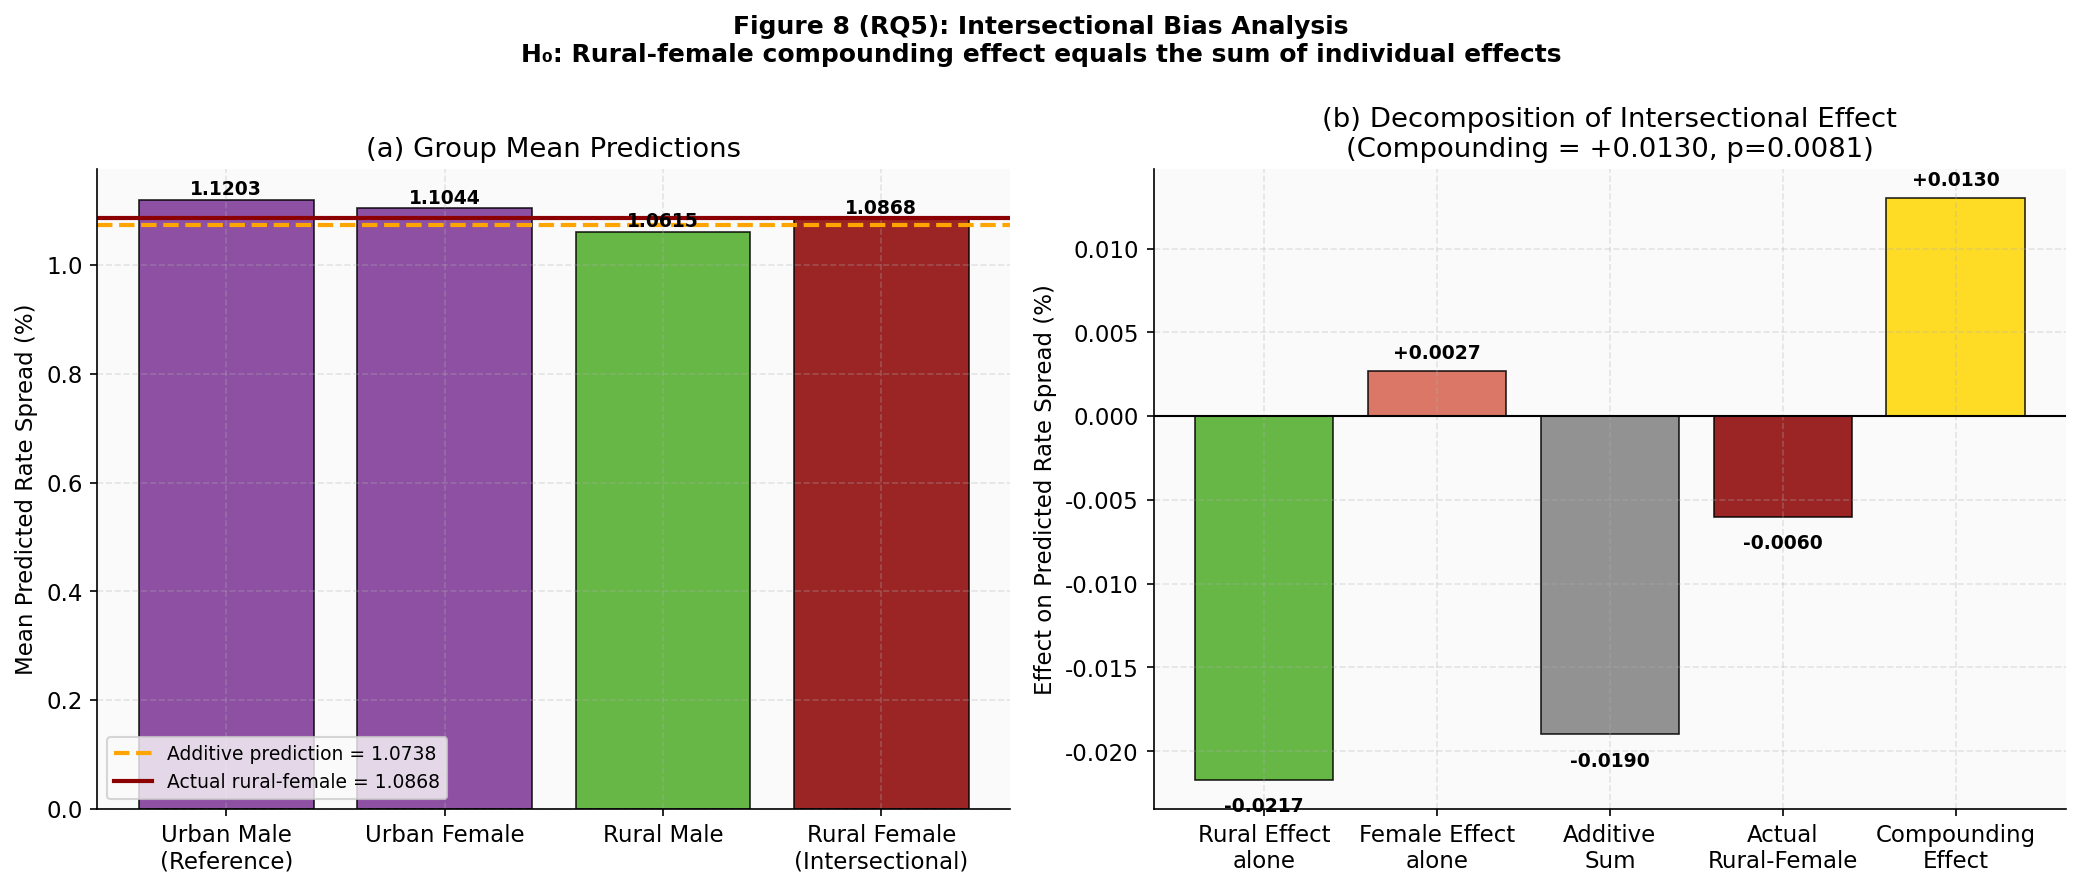 Figure 8 (RQ5): Intersectional Bias Analysis
H₀: Rural-female compounding effect equals the sum of individual effects
(a) Group Mean Predictions
Mean Predicted Rate Spread (%)
1.0
0.8
0.6
0.4
0.2
0.0
1.1203
1.1044
1.0615
1.0868
Additive prediction = 1.0738
Actual rural-female = 1.0868
Urban Male
(Reference)
Urban Female
Rural Male
Rural Female
(Intersectional)
(b) Decomposition of Intersectional Effect
(Compounding = +0.0130, p=0.0081)
Effect on Predicted Rate Spread (%)
0.010
0.005
0.000
-0.005
-0.010
-0.015
-0.020
-0.0217
+0.0027
-0.0190
-0.0060
+0.0130
Rural Effect
alone
Female Effect
alone
Additive
Sum
Actual
Rural-Female
Compounding
Effect